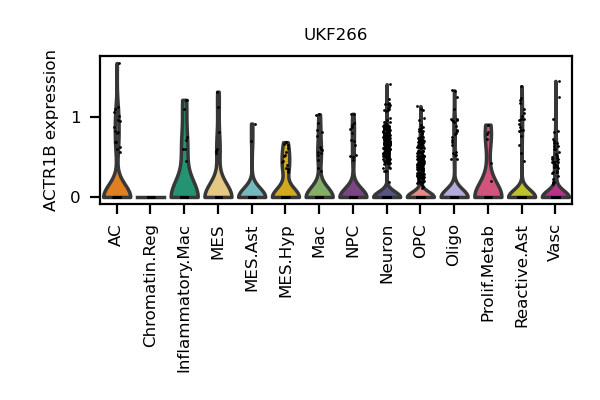 UKF266
ACTR1B expression
1
0
AC
Chromatin.Reg
Inflammatory.Mac
MES
MES.Ast
MES.Hyp
Mac
NPC
Neuron
OPC
Oligo
Prolif.Metab
Reactive.Ast
Vasc